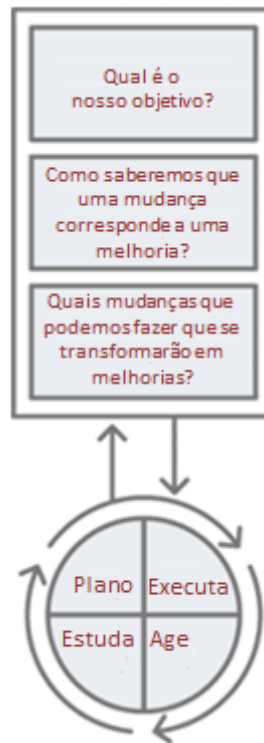 Qual é o
nosso objetivo?
Como saberemos que
uma mudança
corresponde a uma
melhoria?
Quais mudanças que
podemos fazer que se
transformarão em
melhorias?
Plano Executa
Estuda Age